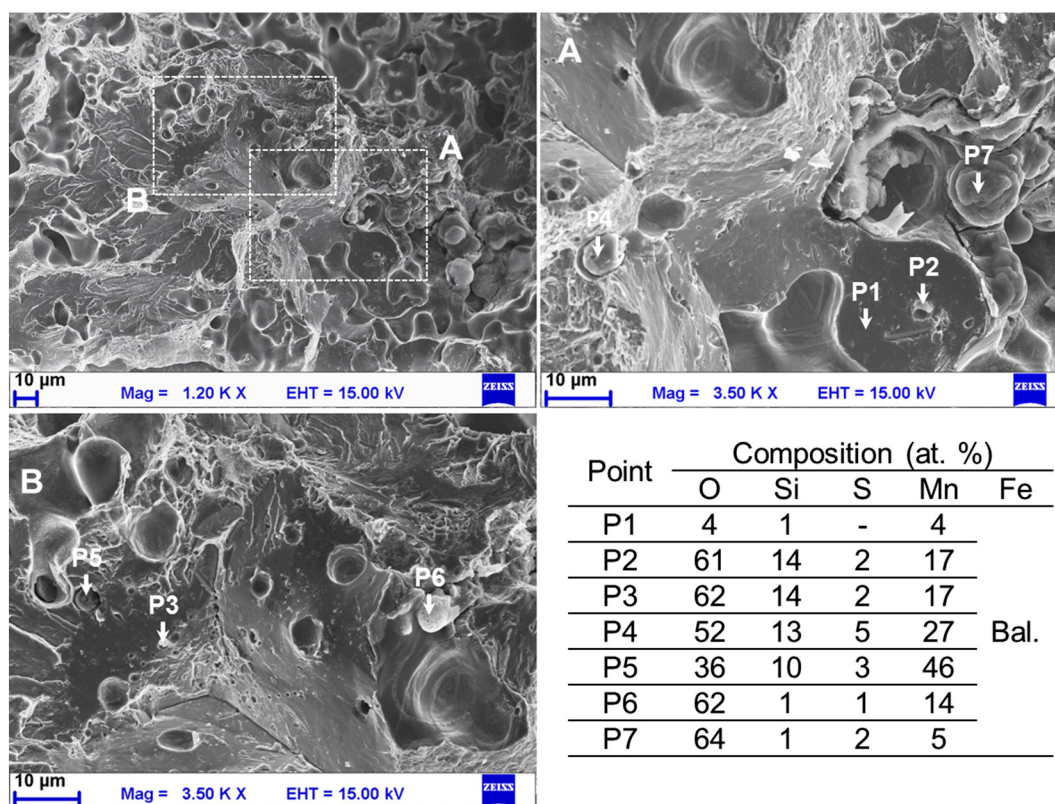 A
B
10 µm
Mag = 1.20 K X
EHT = 15.00 kV
ZEISS
A
P7
P4
P2
P1
10 µm
Mag = 3.50 K X
EHT = 15.00 kV
ZEISS
B
P5
P6
P3
10 µm
Mag = 3.50 K X
EHT = 15.00 kV
ZEISS
Point Composition (at. %)
O Si S Mn Fe
P1 4 1 - 4
P2 61 14 2 17
P3 62 14 2 17
P4 52 13 5 27 Bal.
P5 36 10 3 46
P6 62 1 1 14
P7 64 1 2 5